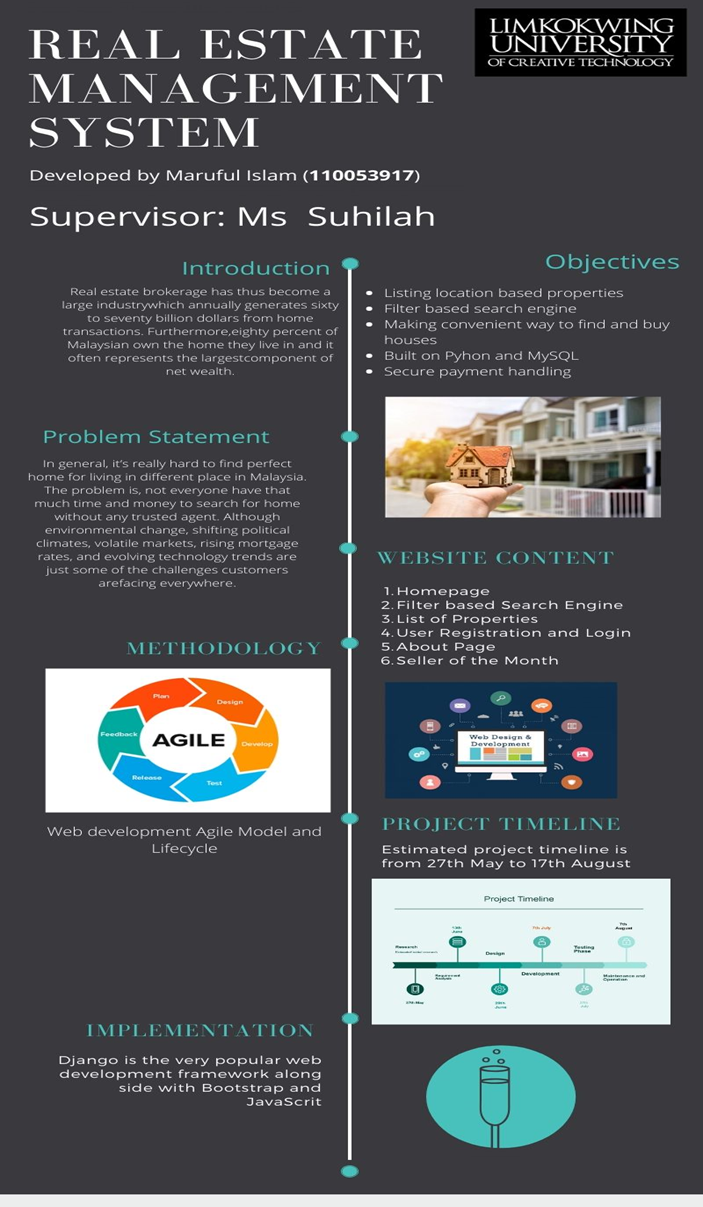 REAL ESTATE
MANAGEMENT
SYSTEM
LIMKOKWING
UNIVERSITY
OF CREATIVE TECHNOLOGY
Developed by Maruful Islam (110053917)
Supervisor: Ms Suhilah
Introduction
Real estate brokerage has thus become a
large industrywhich annually generates sixty
to seventy billion dollars from home
transactions. Furthermore,eighty percent of
Malaysian own the home they live in and it
often represents the largestcomponent of
net wealth.
Objectives
Listing location based properties
Filter based search engine
Making convenient way to find and buy
houses
Built on Pyhon and MySQL
Secure payment handling
Problem Statement
In general, it's really hard to find perfect
home for living in different place in Malaysia.
The problem is, not everyone have that
much time and money to search for home
without any trusted agent. Although
environmental change, shifting political
climates, volatile markets, rising mortgage
rates, and evolving technology trends are
just some of the challenges customers
arefacing everywhere.
WEBSITE CONTENT
1. Homepage
2. Filter based Search Engine
3. List of Properties
4. User Registration and Login
5. About Page
6. Seller of the Month
METHODOLOGY
Plan
Design
Feedback
AGILE
Develop
Release
Test
Web Design &
Development
Web development Agile Model and
Lifecycle
PROJECT TIMELINE
Estimated project timeline is
from 27th May to 17th August
Project Timeline
7th July
7th
August
Research
Design
Testing
Phase
Development
Maintenance and
Operation
27th May
June
IMPLEMENTATION
Django is the very popular web
development framework along
side with Bootstrap and
JavaScrit